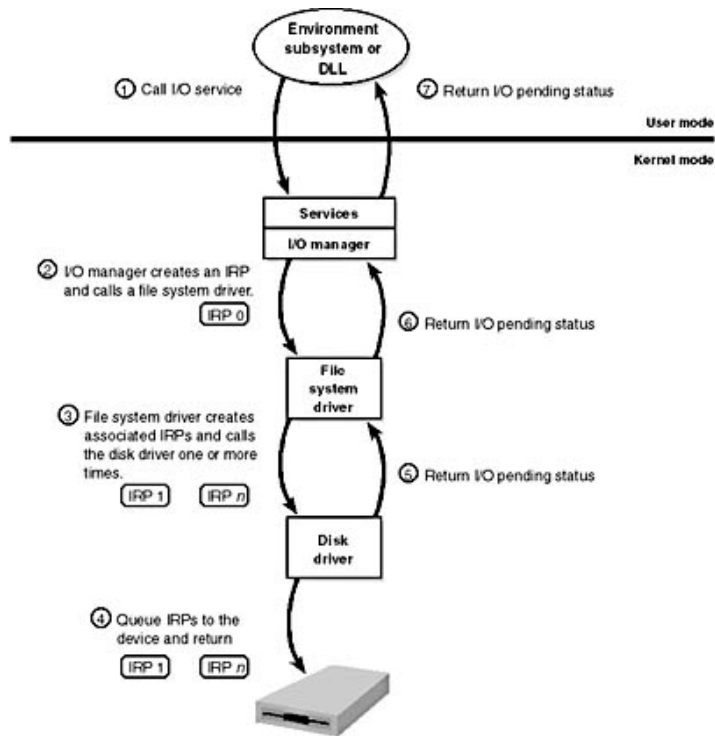 Environment
subsystem or
DLL
1 Call I/O service
7 Return I/O pending status
User mode
Kernel mode
Services
I/O manager
2 I/O manager creates an IRP
and calls a file system driver.
IRP 0
6 Return I/O pending status
File
system
driver
3 File system driver creates
associated IRPs and calls
the disk driver one or more
times.
IRP 1 IRP n
5 Return I/O pending status
Disk
driver
4 Queue IRPs to the
device and return
IRP 1 IRP n